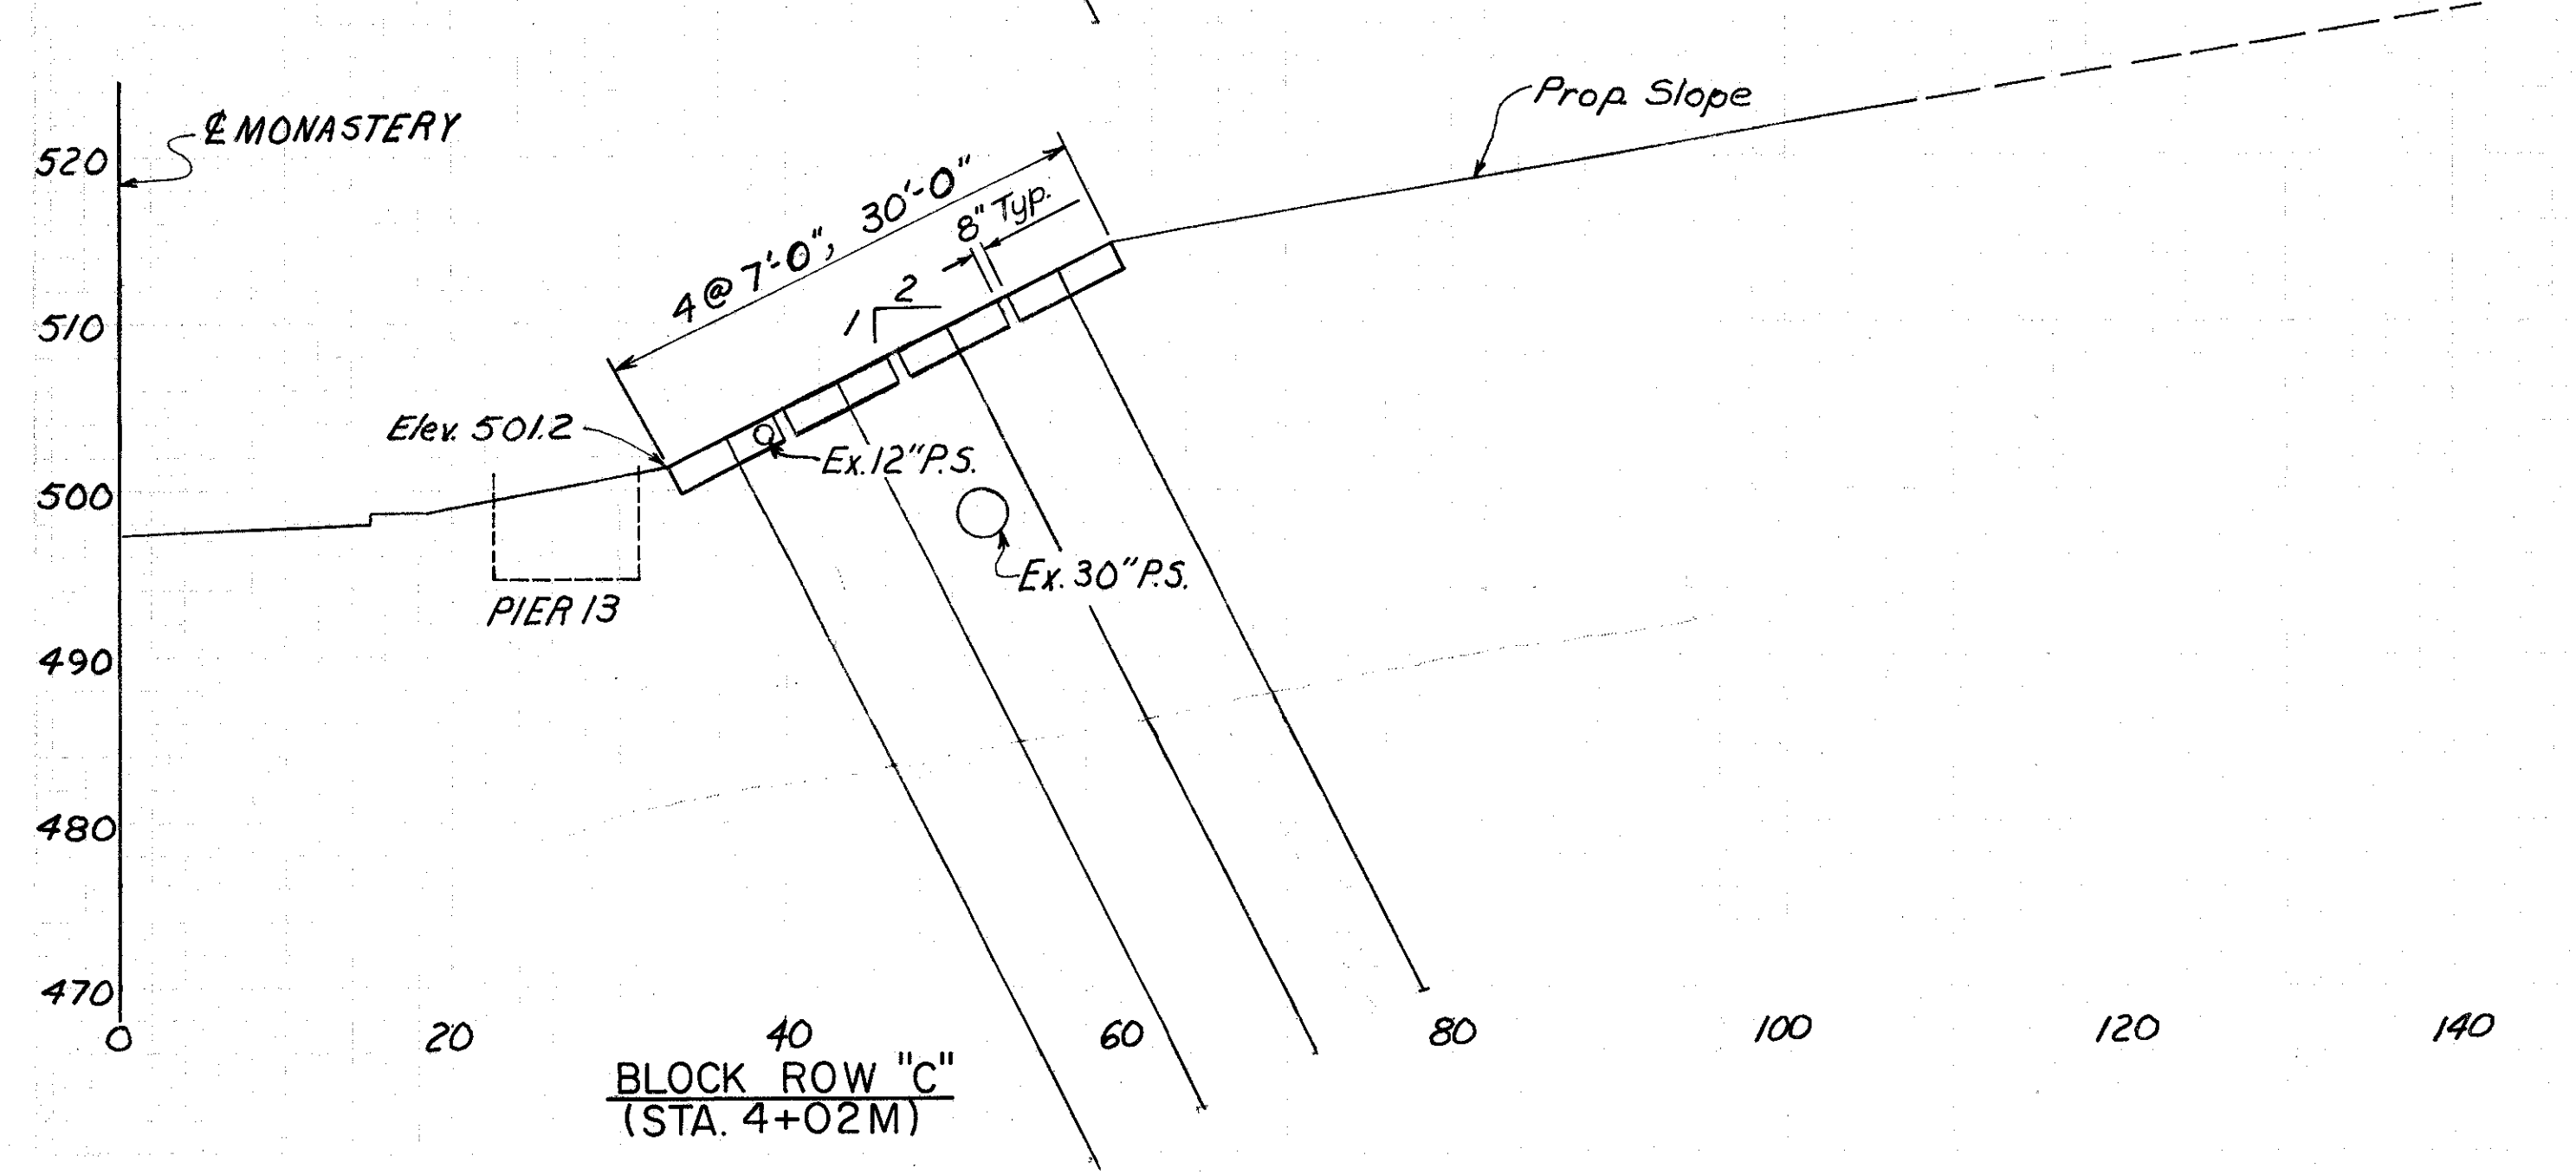 ℄ MONASTERY
Prop. Slope
520
4 @ 7'-0", 30'-0"
8" Typ.
1
2
510
Elev. 501.2
Ex. 12" P.S.
500
Ex. 30" P.S.
PIER 13
490
480
470
0 20 40 60 80 100 120 140
BLOCK ROW "C"
(STA. 4+02M)